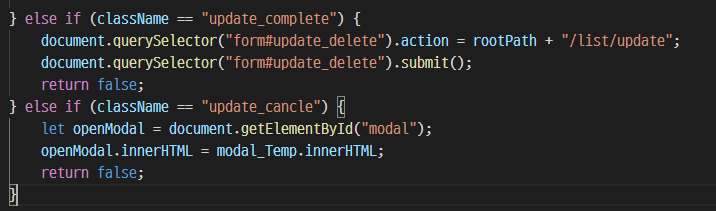 } else if (className == "update_complete") {
document.querySelector("form#update_delete").action = rootPath + "/list/update";
document.querySelector("form#update_delete").submit();
return false;
} else if (className == "update_cancle") {
let openModal = document.getElementById("modal");
openModal.innerHTML = modal_Temp.innerHTML;
return false;
}